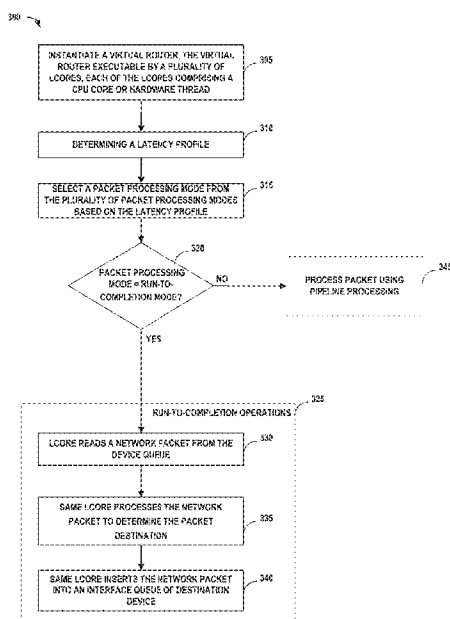 300
INSTANTIATE A VIRTUAL ROUTER, THE VIRTUAL
ROUTER EXECUTABLE BY A PLURALITY OF
LCORES, EACH OF THE LCORES COMPRISING A
CPU CORE OR HARDWARE THREAD
305
DETERMINING A LATENCY PROFILE
310
SELECT A PACKET PROCESSING MODE FROM
THE PLURALITY OF PACKET PROCESSING MODES
BASED ON THE LATENCY PROFILE
315
PACKET PROCESSING
MODE = RUN-TO-
COMPLETION MODE?
320
NO
PROCESS PACKET USING
PIPELINE PROCESSING
345
YES
RUN-TO-COMPLETION OPERATIONS
325
LCORE READS A NETWORK PACKET FROM THE
DEVICE QUEUE
330
SAME LCORE PROCESSES THE NETWORK
PACKET TO DETERMINE THE PACKET
DESTINATION
335
SAME LCORE INSERTS THE NETWORK PACKET
INTO AN INTERFACE QUEUE OF DESTINATION
DEVICE
340